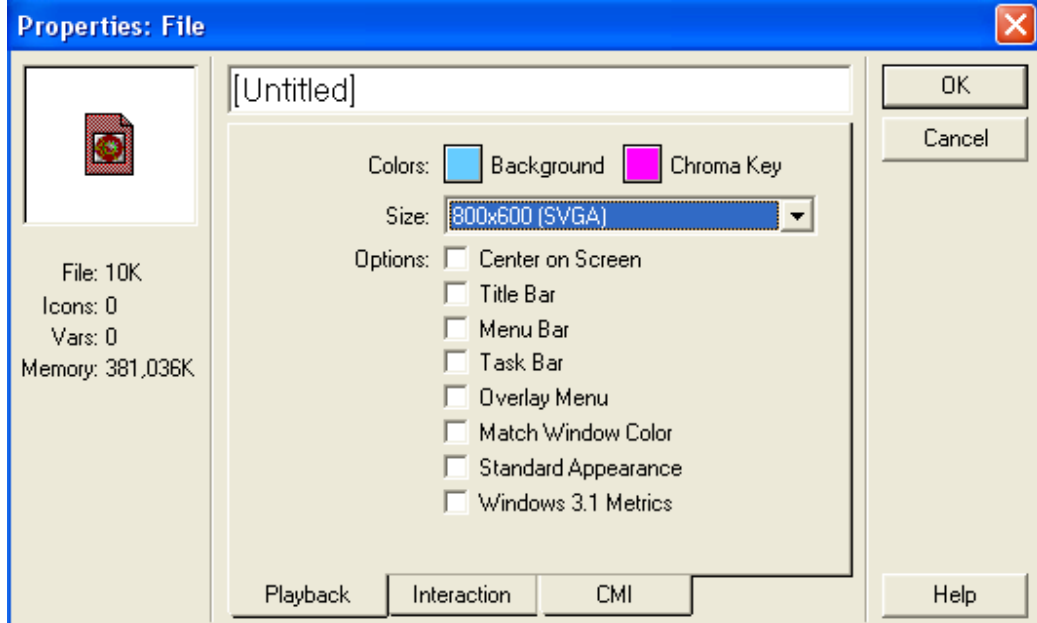 Properties: File
[Untitled]
OK
Cancel
Colors: Background Chroma Key
Size: 800x600 (SVGA)
Options: Center on Screen
Title Bar
Menu Bar
Task Bar
Overlay Menu
Match Window Color
Standard Appearance
Windows 3.1 Metrics
File: 10K
Icons: 0
Vars: 0
Memory: 381,036K
Playback Interaction CMI
Help